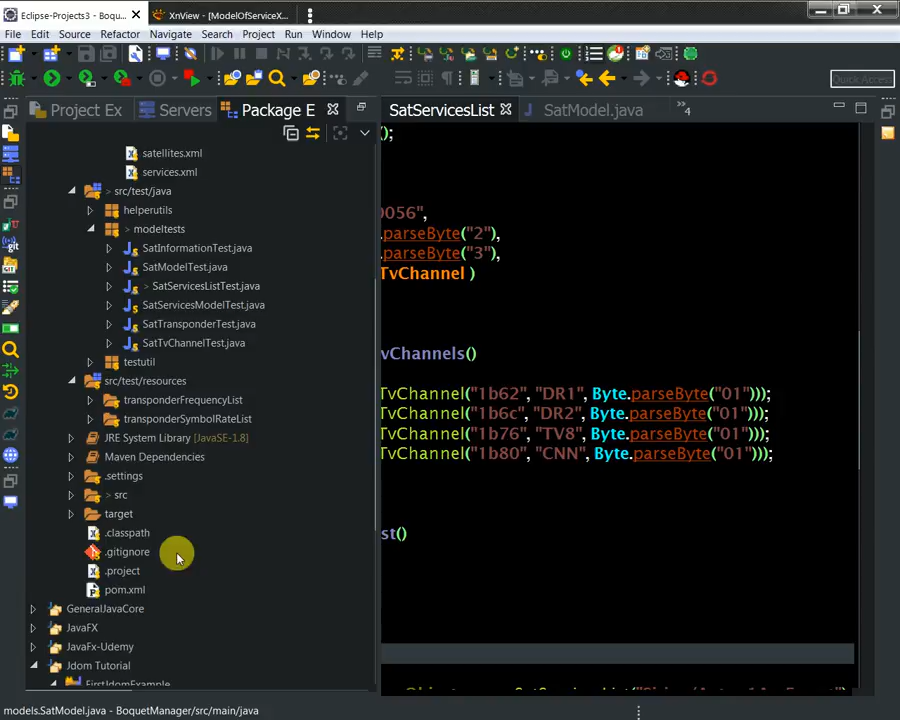 Eclipse-Projects3 - Boqu...
XnView - [ModelOfServiceX...
File Edit Source Refactor Navigate Search Project Run Window Help
Quick Access
Project Ex Servers Package E SatServicesList SatModel.java »4
satellites.xml
();
services.xml
> src/test/java
helperutils
0056",
> modeltests
.parseByte("2"),
SatInformationTest.java
.parseByte("3"),
SatModelTest.java
TvChannel )
> SatServicesListTest.java
SatServicesModelTest.java
SatTransponderTest.java
SatTvChannelTest.java
vChannels()
testutil
src/test/resources
TvChannel("1b62", "DR1", Byte.parseByte("01")));
transponderFrequencyList
TvChannel("1b6c", "DR2", Byte.parseByte("01")));
transponderSymbolRateList
TvChannel("1b76", "TV8", Byte.parseByte("01")));
JRE System Library [JavaSE-1.8]
TvChannel("1b80", "CNN", Byte.parseByte("01")));
Maven Dependencies
.settings
> src
target
.classpath
st()
.gitignore
.project
pom.xml
GeneralJavaCore
JavaFX
JavaFx-Udemy
Jdom Tutorial
FirstJdomExample
models.SatModel.java - BoquetManager/src/main/java